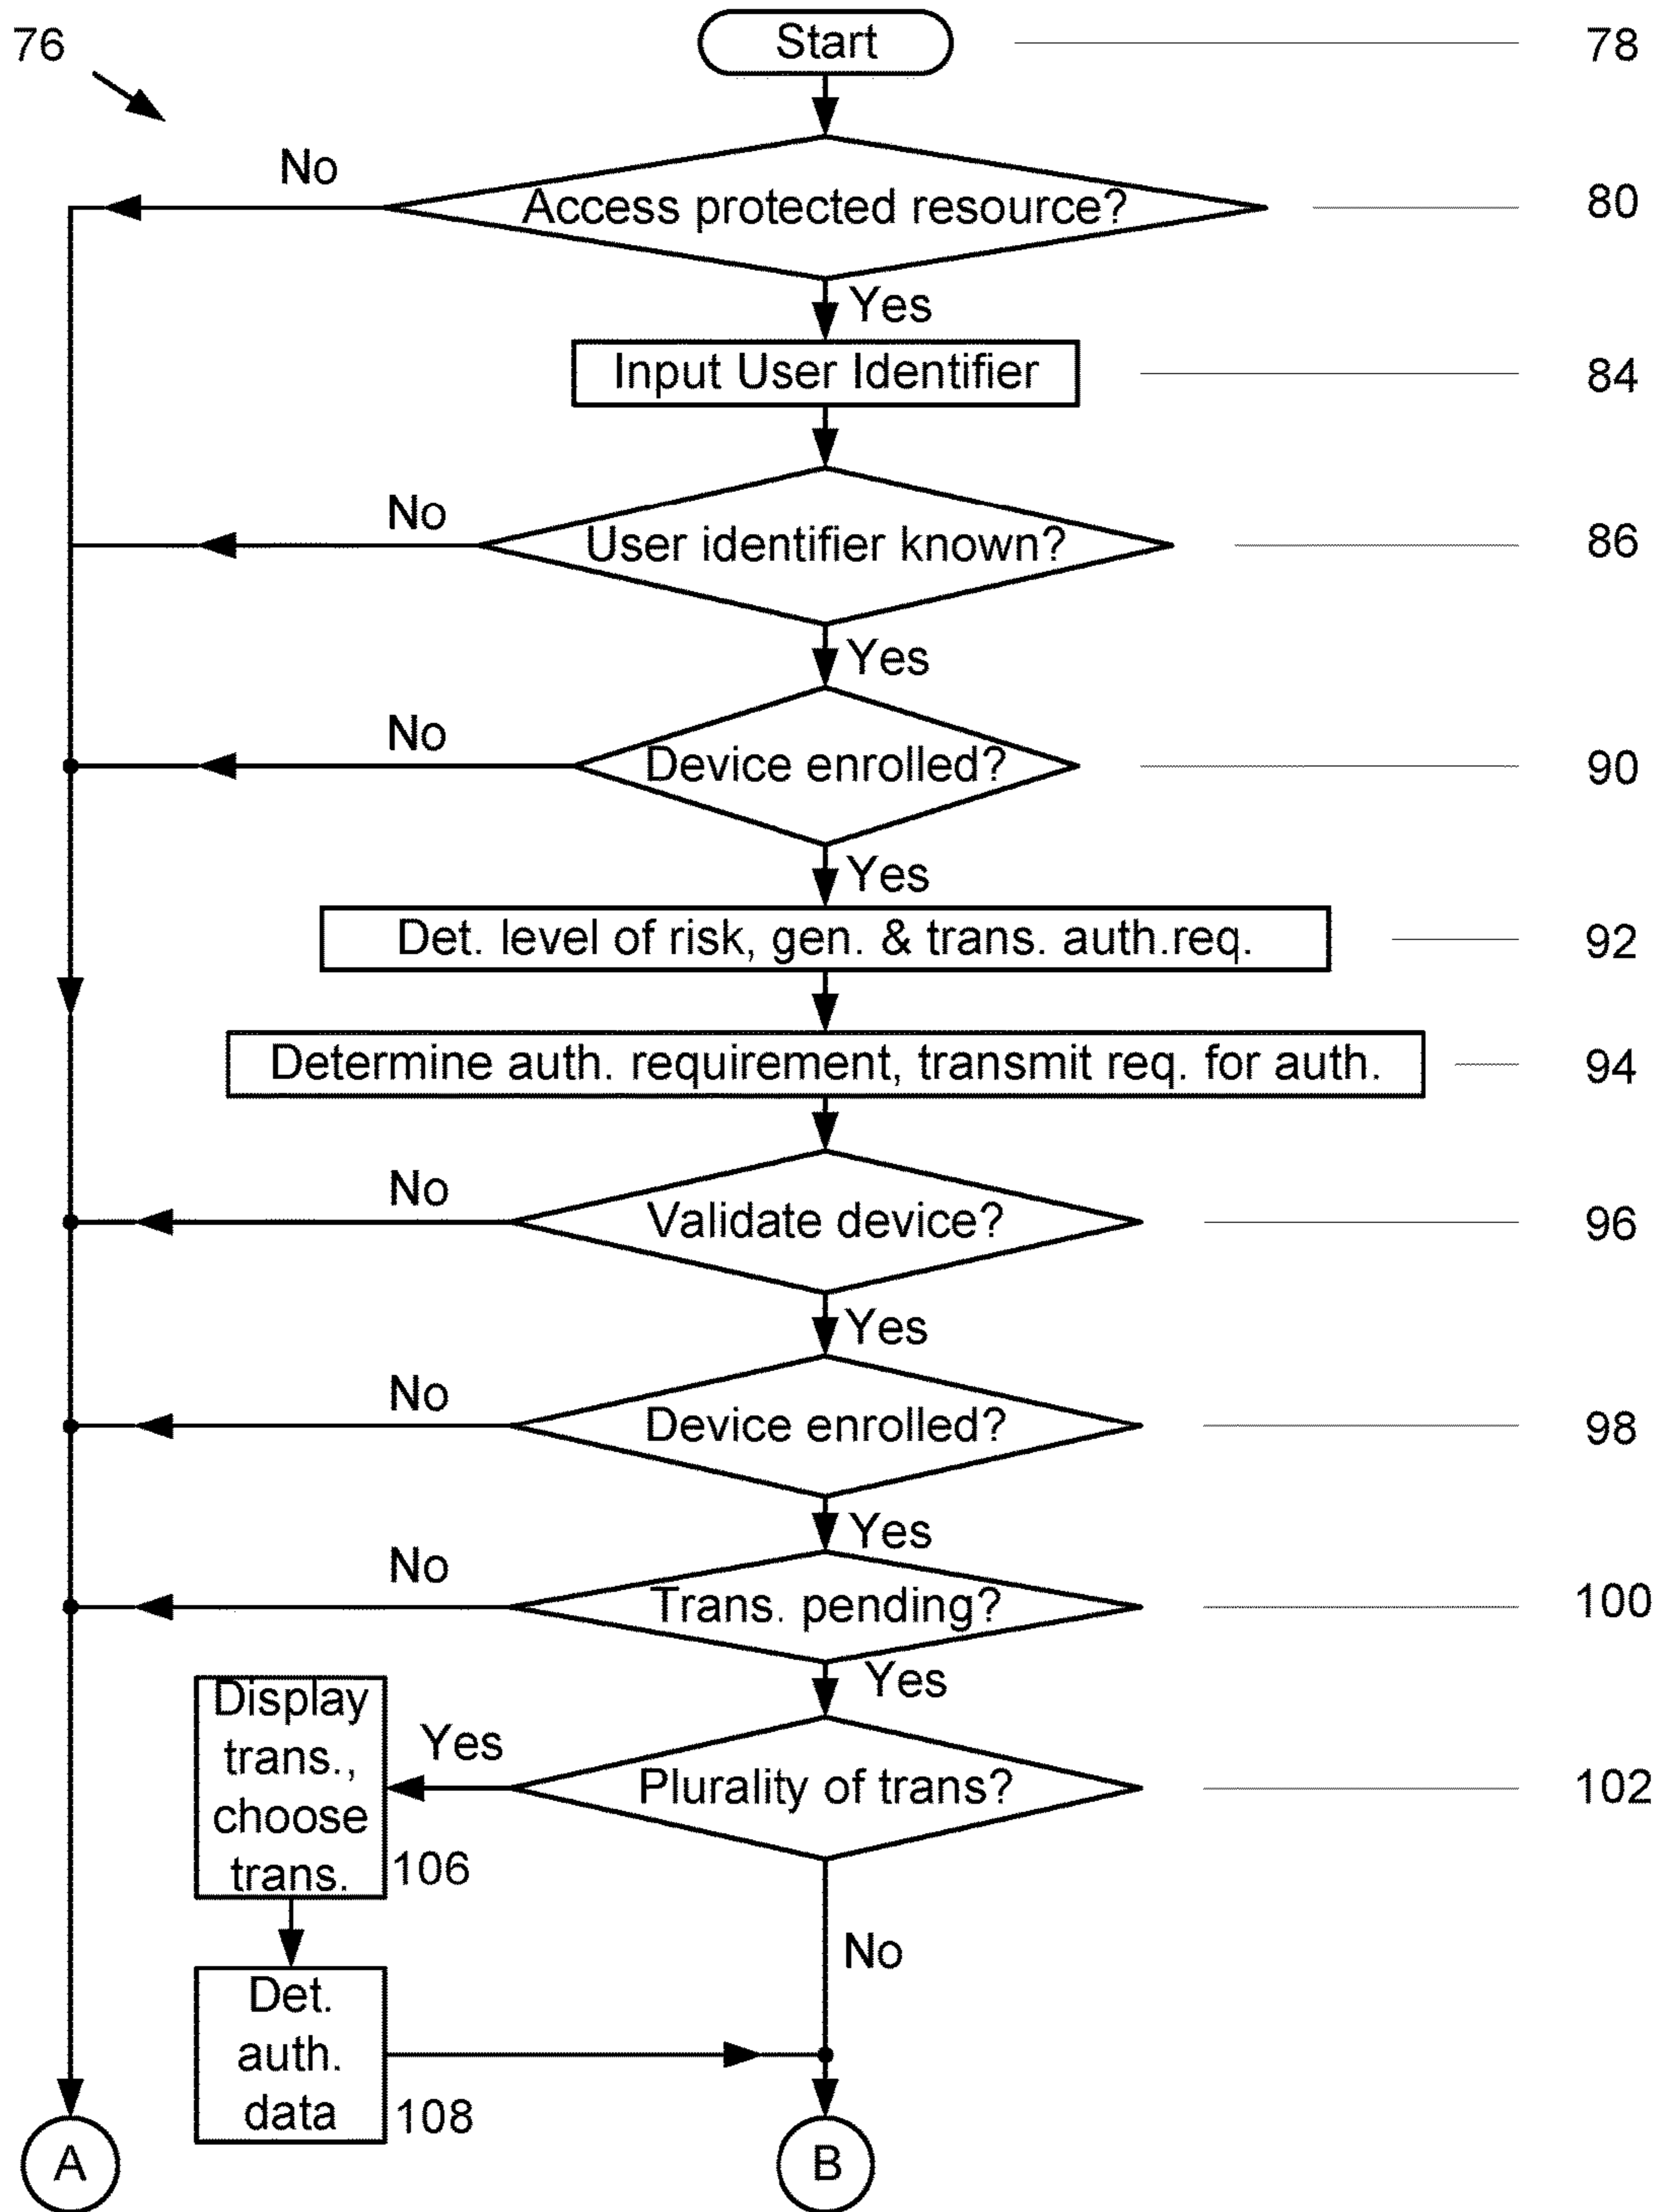 76
Start
78
No
Access protected resource?
80
Yes
Input User Identifier
84
No
User identifier known?
86
Yes
No
Device enrolled?
90
Yes
Det. level of risk, gen. & trans. auth.req.
92
Determine auth. requirement, transmit req. for auth.
94
No
Validate device?
96
Yes
No
Device enrolled?
98
Yes
No
Trans. pending?
100
Yes
Display
trans.,
choose
trans.
106
Yes
Plurality of trans?
102
No
Det.
auth.
data
108
A
B